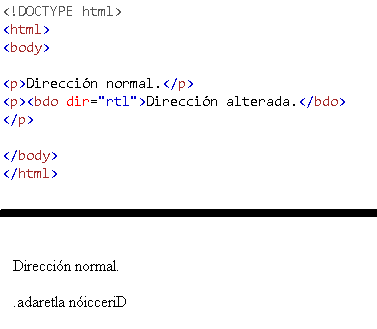 <!DOCTYPE html>
<html>
<body>
<p>Dirección normal.</p>
<p><bdo dir="rtl">Dirección alterada.</bdo>
</p>
</body>
</html>
Dirección normal.
.adaretla nóicceriD